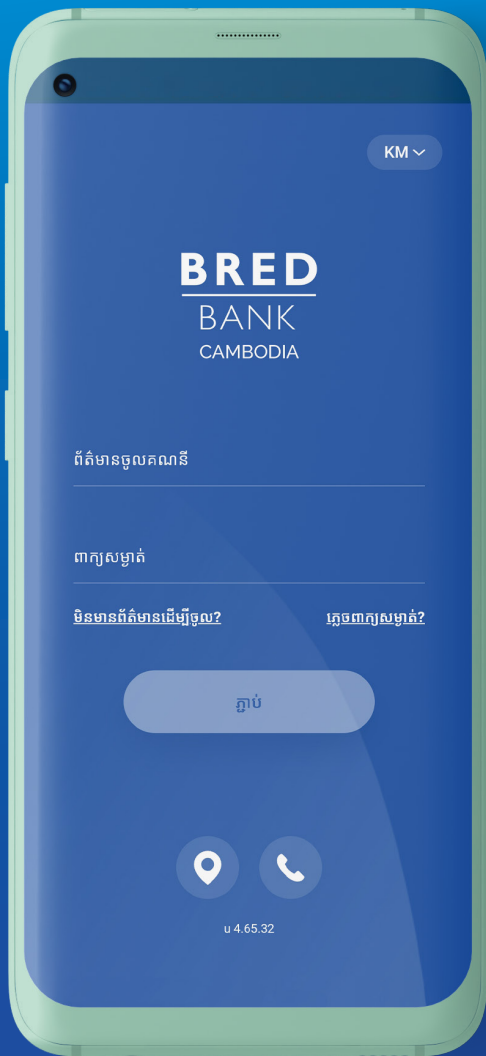 KM
BRED
BANK
CAMBODIA
ព័ត៌មានចូលគណនី
ពាក្យសម្ងាត់
មិនមានព័ត៌មានដើម្បីចូល?
ភ្លេចពាក្យសម្ងាត់?
ភ្ជាប់
u 4.65.32